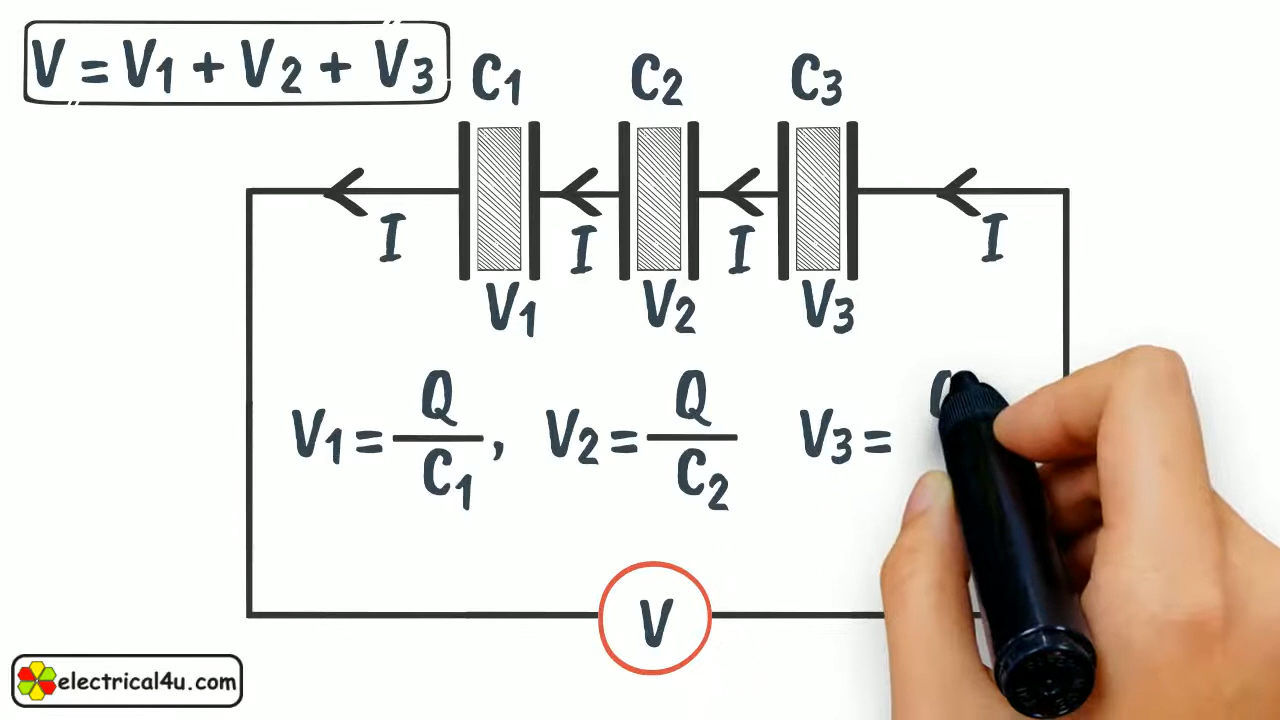 V = V1 + V2 + V3
C1 C2 C3
I I I I
V1 V2 V3
V1 = Q/C1, V2 = Q/C2 V3 =
V
electrical4u.com